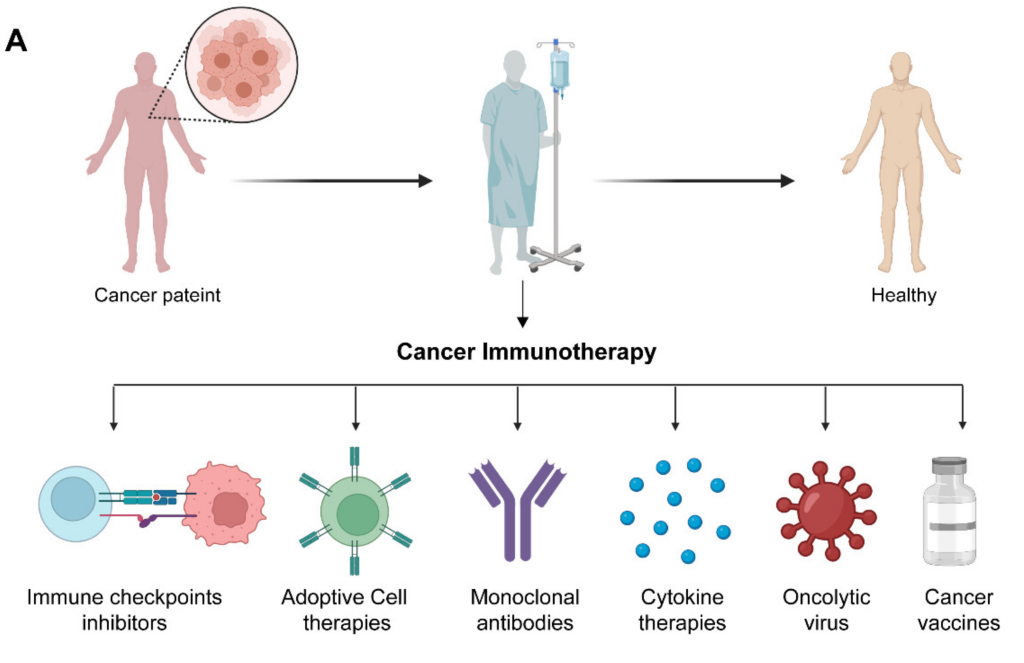 A
Cancer pateint
Healthy
Cancer Immunotherapy
Immune checkpoints
inhibitors
Adoptive Cell
therapies
Monoclonal
antibodies
Cytokine
therapies
Oncolytic
virus
Cancer
vaccines